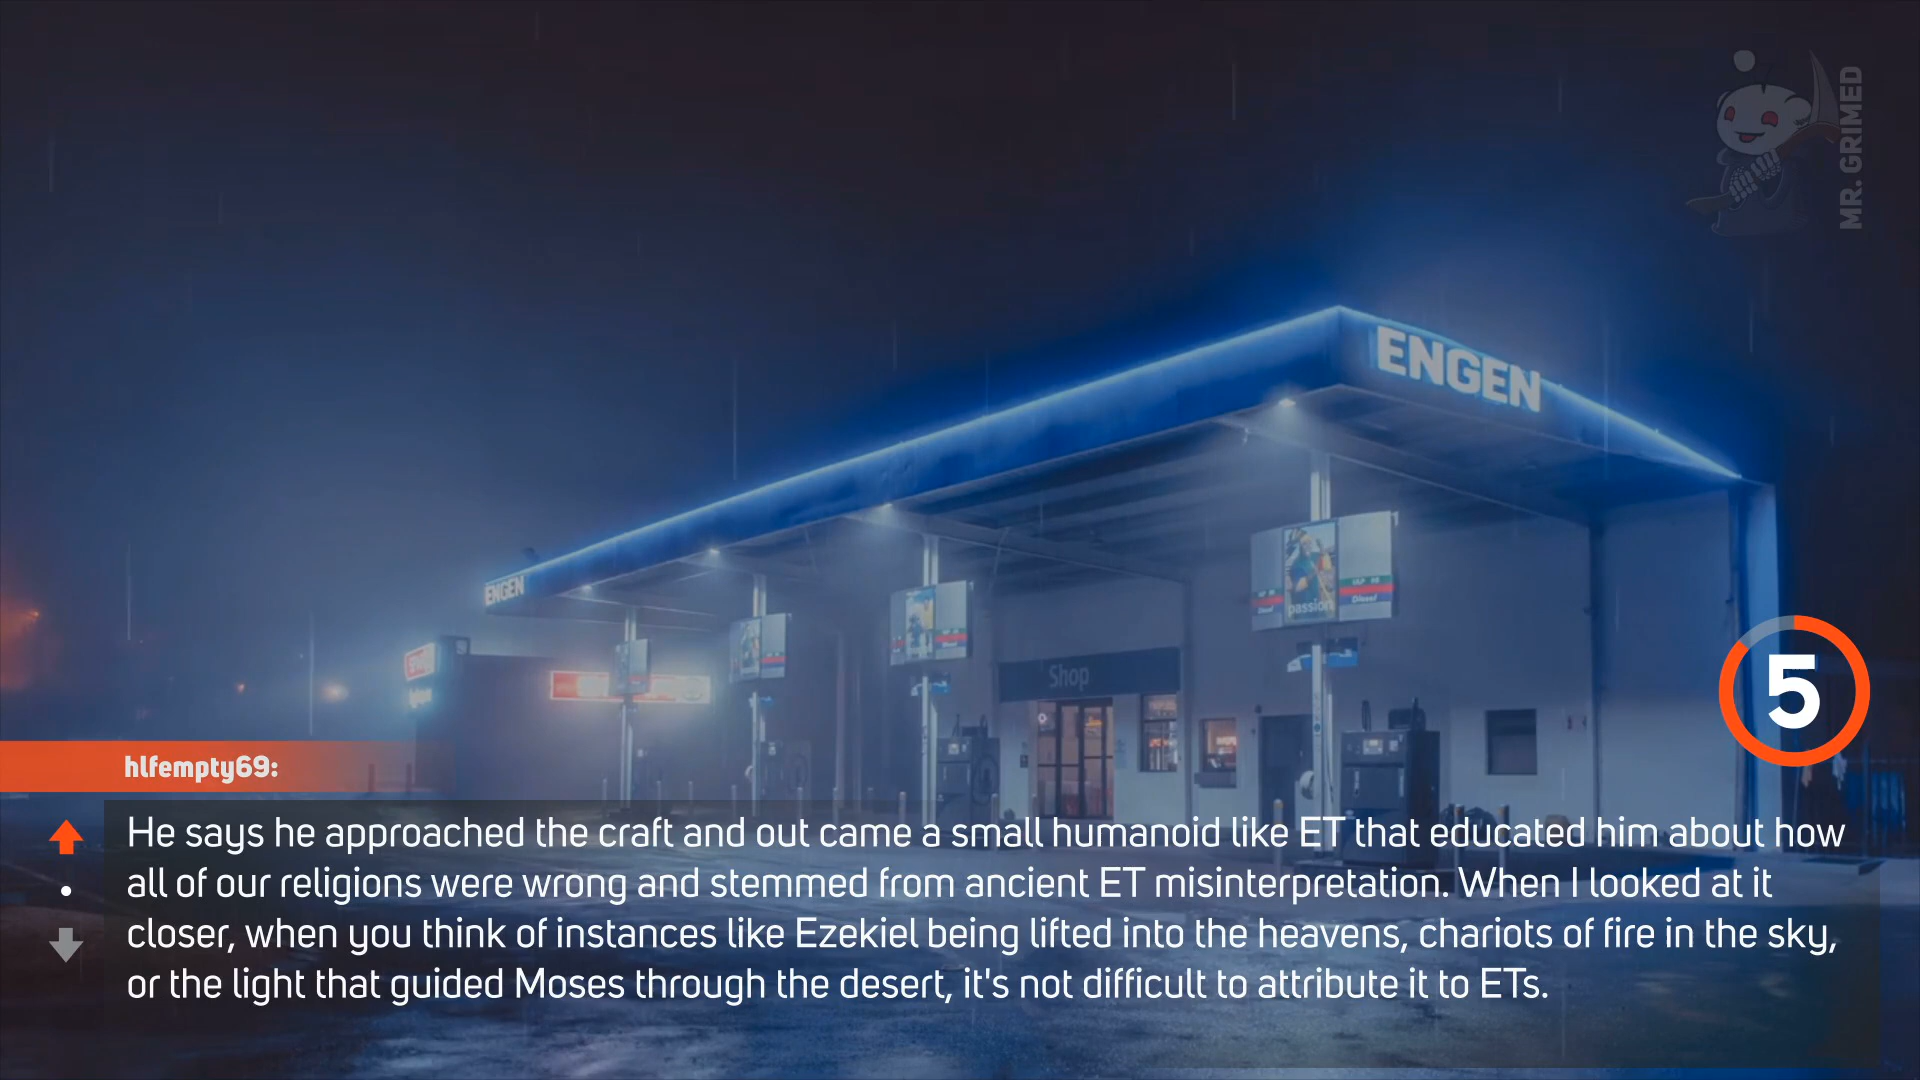 MR. GRIMED
ENGEN
ENGEN
passion
Diesel
Shop
5
hlfempty69:
He says he approached the craft and out came a small humanoid like ET that educated him about how
all of our religions were wrong and stemmed from ancient ET misinterpretation. When I looked at it
closer, when you think of instances like Ezekiel being lifted into the heavens, chariots of fire in the sky,
or the light that guided Moses through the desert, it's not difficult to attribute it to ETs.